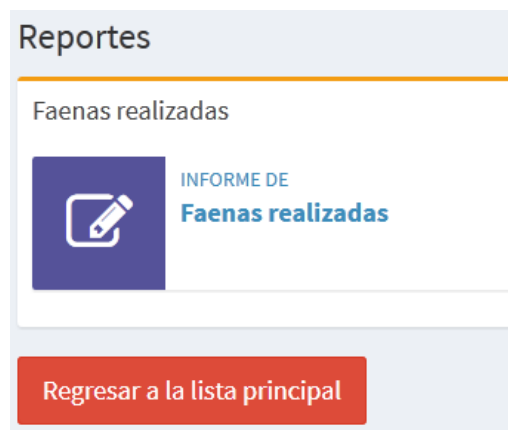 Reportes
Faenas realizadas
INFORME DE
Faenas realizadas
Regresar a la lista principal